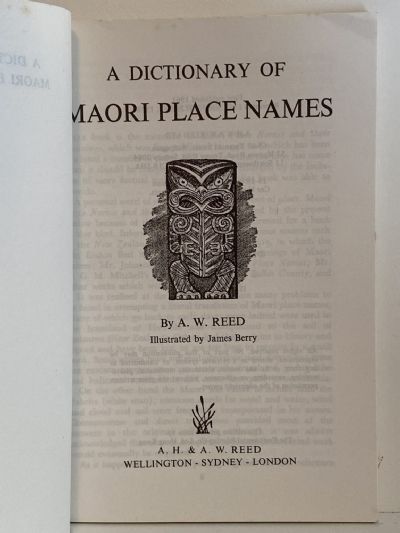 A DICTIONARY OF
MAORI PLACE NAMES
By A. W. REED
Illustrated by James Berry
A. H. & A. W. REED
WELLINGTON - SYDNEY - LONDON